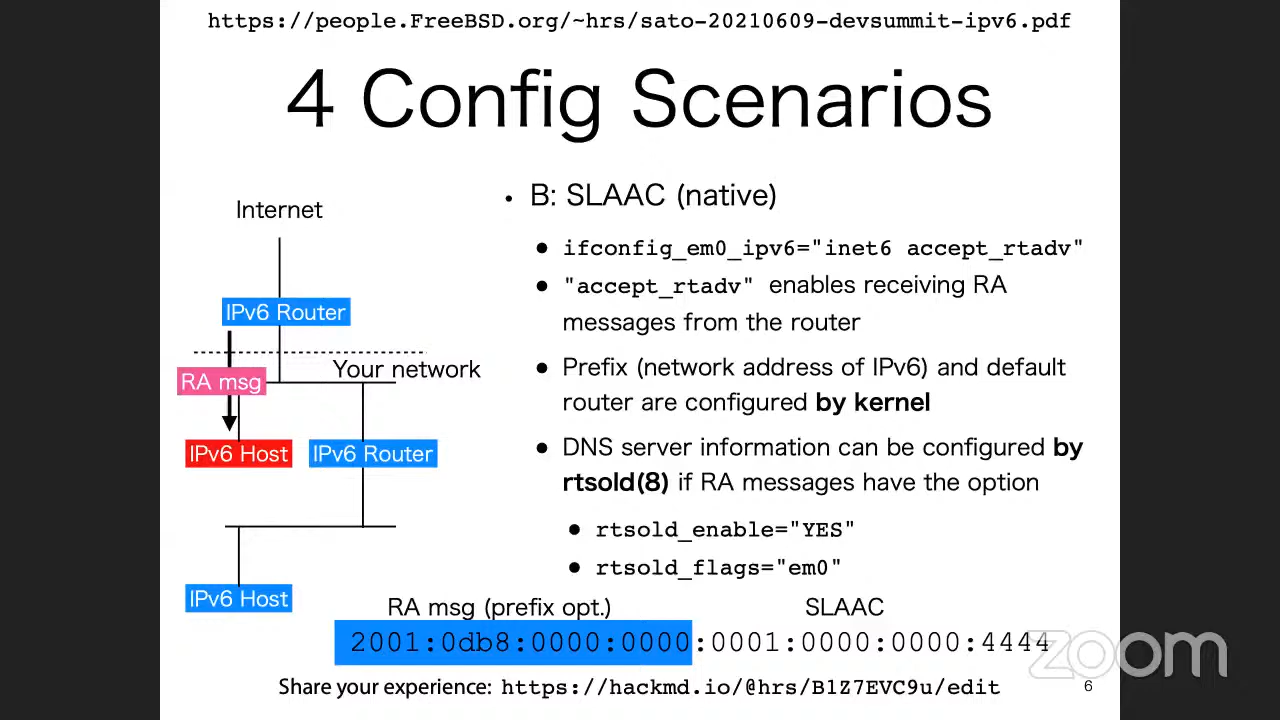 https://people.FreeBSD.org/~hrs/sato-20210609-devsummit-ipv6.pdf
4 Config Scenarios
Internet
IPv6 Router
Your network
RA msg
IPv6 Host
IPv6 Router
IPv6 Host
• B: SLAAC (native)
● ifconfig_em0_ipv6="inet6 accept_rtadv"
● "accept_rtadv" enables receiving RA
messages from the router
● Prefix (network address of IPv6) and default
router are configured by kernel
● DNS server information can be configured by
rtsold(8) if RA messages have the option
● rtsold_enable="YES"
● rtsold_flags="em0"
RA msg (prefix opt.)
SLAAC
2001:0db8:0000:0000:0001:0000:0000:4444
zoom
Share your experience: https://hackmd.io/@hrs/B1Z7EVC9u/edit
6